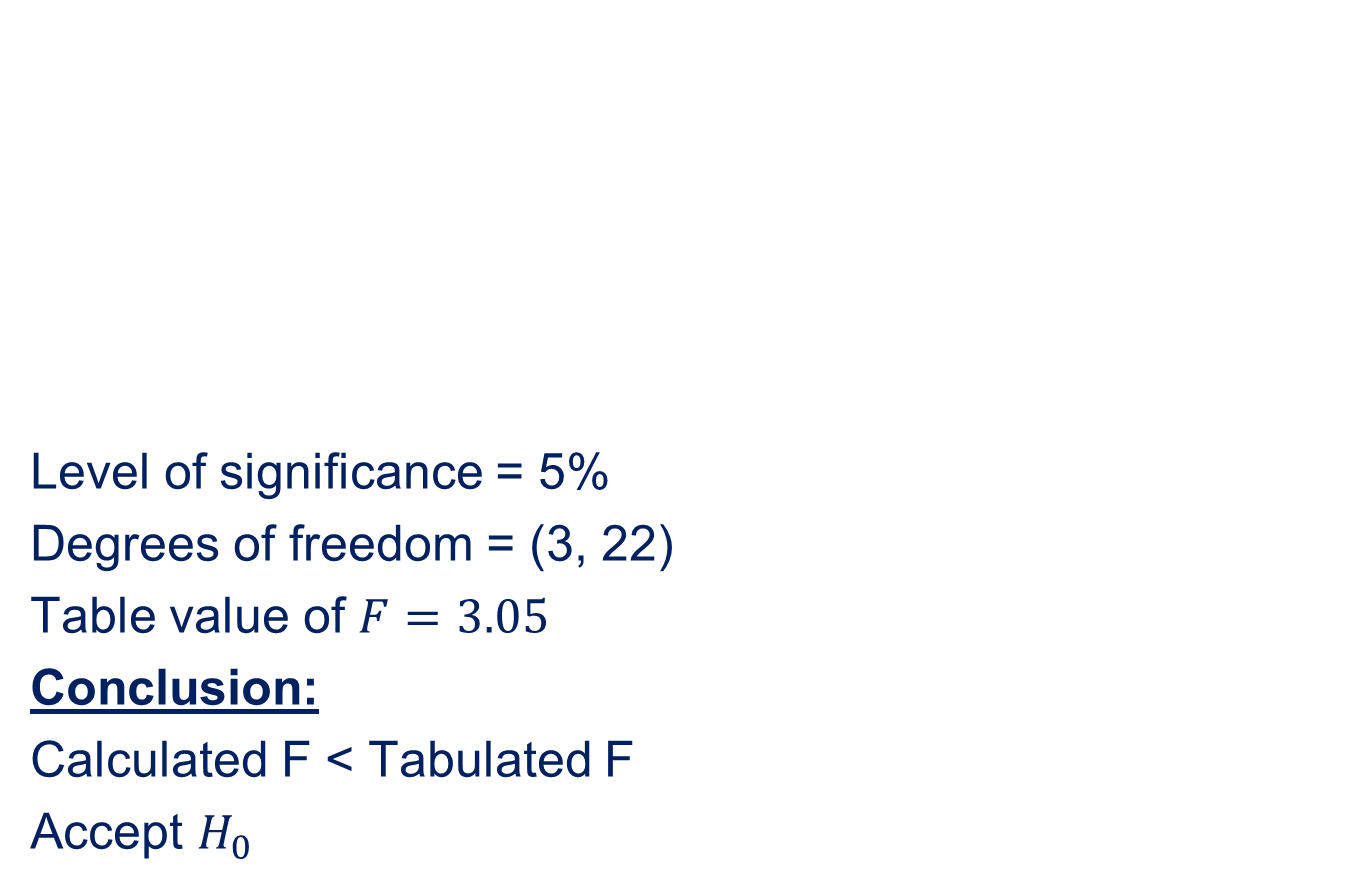 Level of significance = 5%
Degrees of freedom = (3, 22)
Table value of 𝐹 = 3.05
Conclusion:
Calculated F < Tabulated F
Accept 𝐻₀